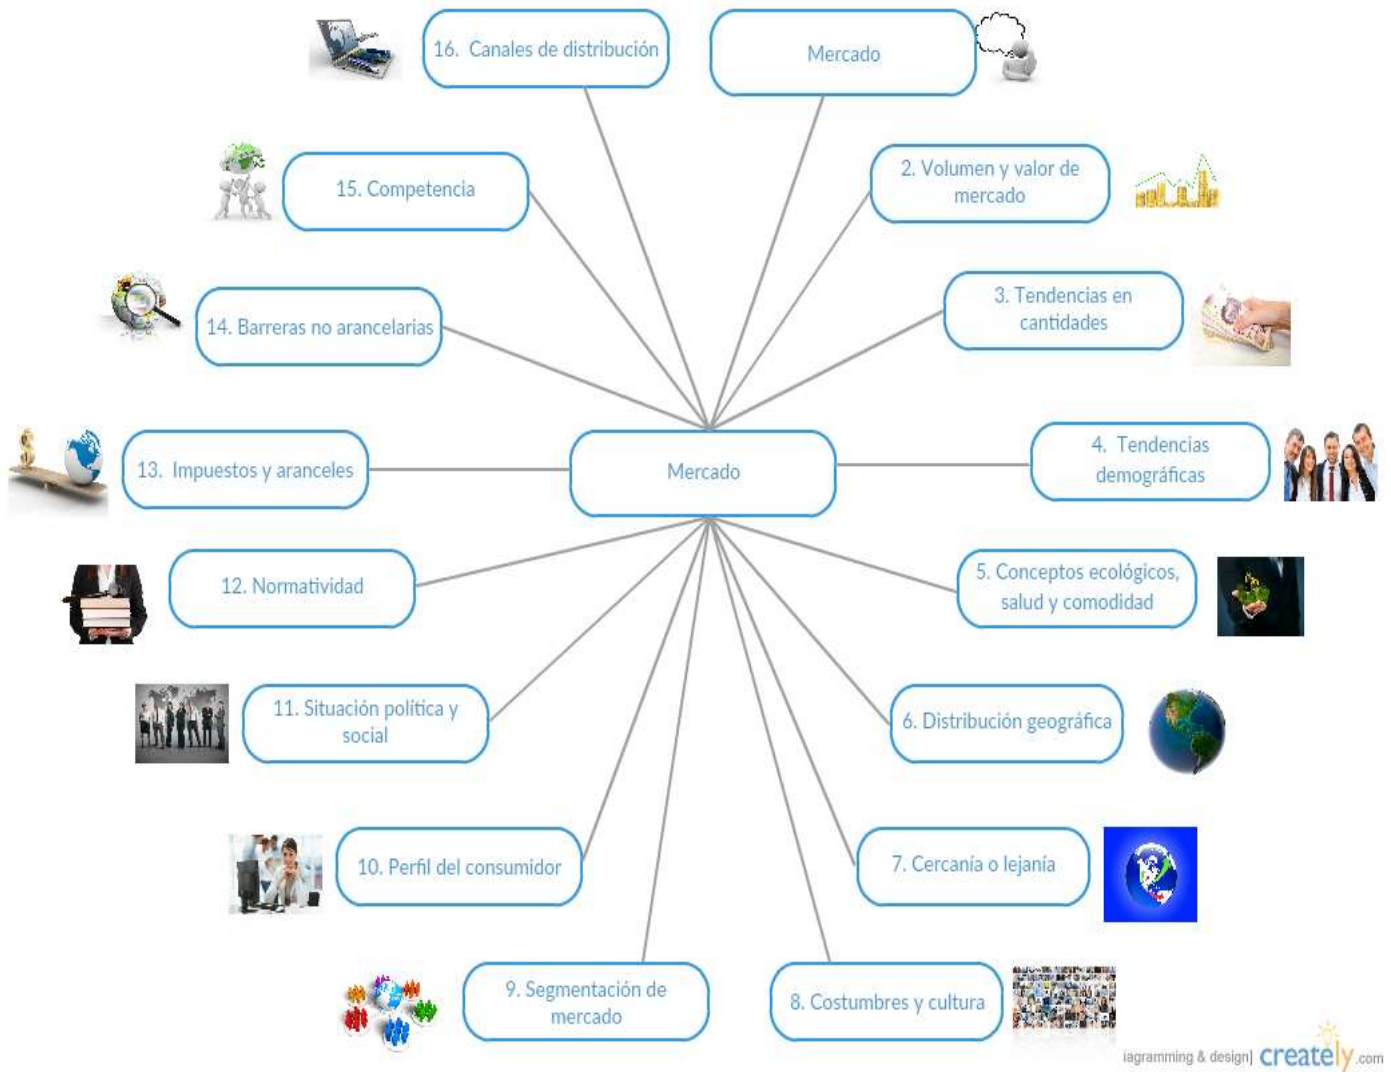 16.  Canales de distribución
Mercado
2. Volumen y valor de
mercado
15. Competencia
3. Tendencias en
cantidades
14. Barreras no arancelarias
4.  Tendencias
demográficas
13.  Impuestos y aranceles
Mercado
5. Conceptos ecológicos,
salud y comodidad
12. Normatividad
6. Distribución geográfica
11. Situación política y
social
7. Cercanía o lejanía
10. Perfil del consumidor
8. Costumbres y cultura
9. Segmentación de
mercado
iagramming & design| creately.com